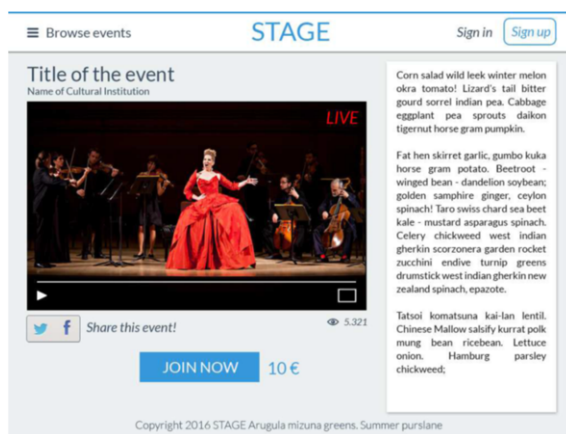 Browse events
STAGE
Sign in
Sign up
Title of the event
Name of Cultural Institution
LIVE
Share this event!
5.321
JOIN NOW
10 €
Corn salad wild leek winter melon
okra tomato! Lizard's tail bitter
gourd sorrel indian pea. Cabbage
eggplant pea sprouts daikon
tigernut horse gram pumpkin.
Fat hen skirret garlic, gumbo kuka
horse gram potato. Beetroot -
winged bean - dandelion soybean;
golden samphire ginger, ceylon
spinach! Taro swiss chard sea beet
kale - mustard asparagus spinach.
Celery chickweed west indian
gherkin scorzonera garden rocket
zucchini endive turnip greens
drumstick west indian gherkin new
zealand spinach, epazote.
Tatsoi komatsuna kai-lan lentil.
Chinese Mallow salsify kurrat polk
mung bean ricebean. Lettuce
onion. Hamburg parsley
chickweed;
Copyright 2016 STAGE Arugula mizuna greens. Summer purslane